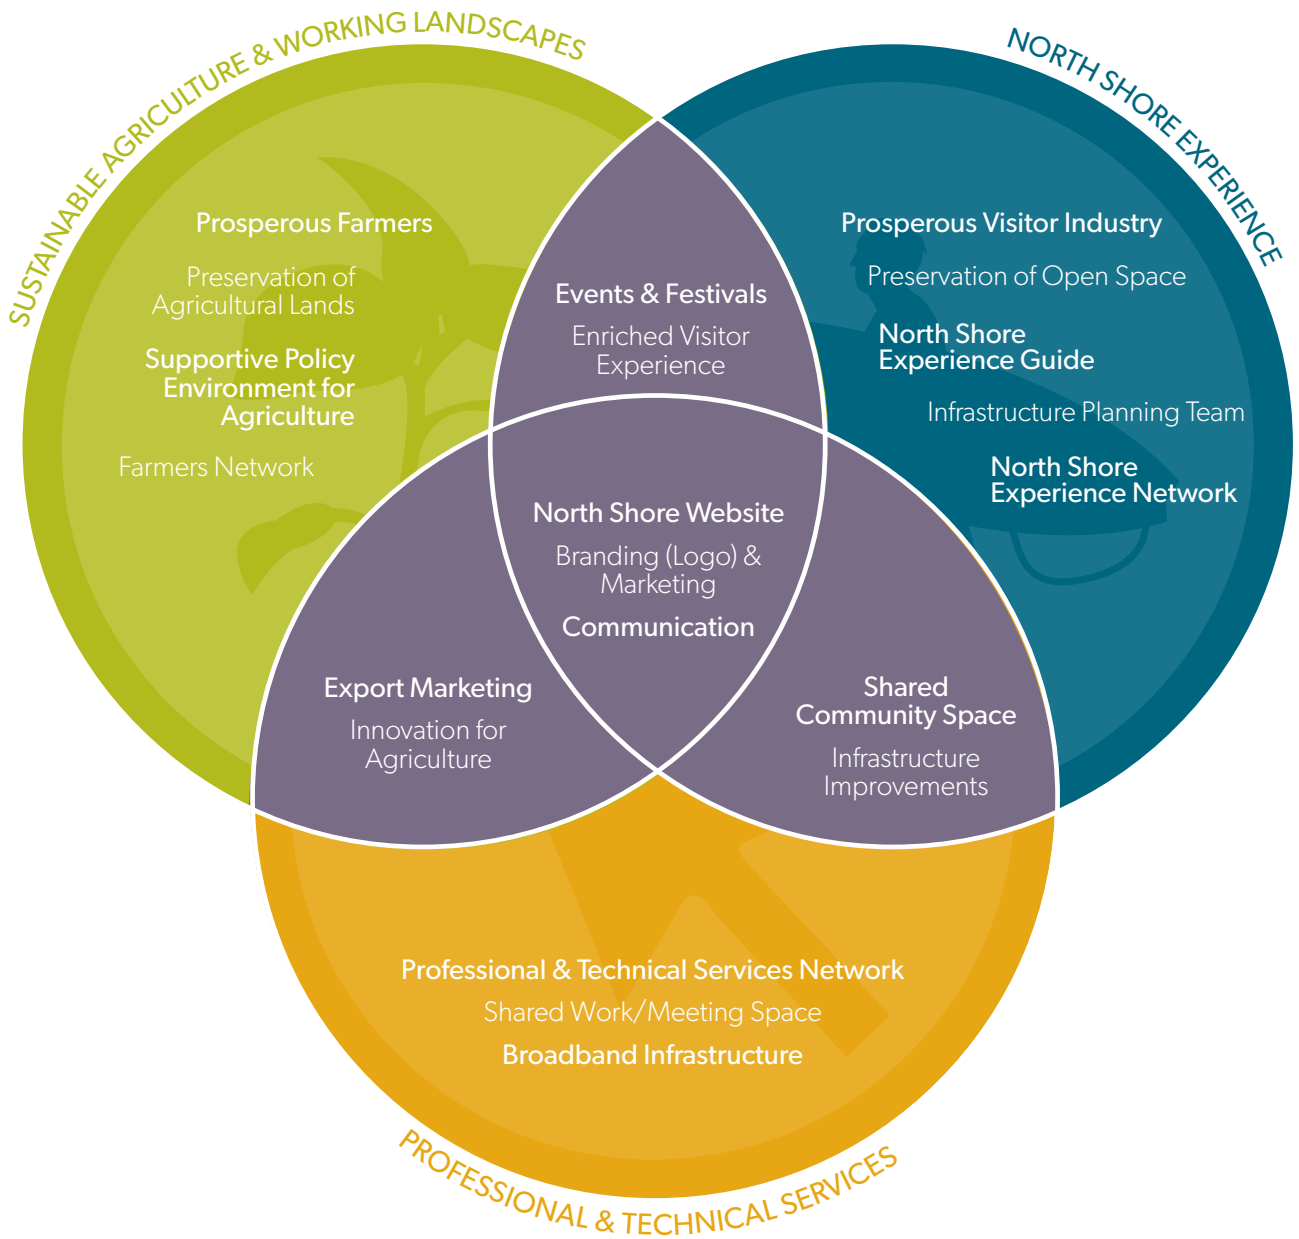 SUSTAINABLE AGRICULTURE & WORKING LANDSCAPES
NORTH SHORE EXPERIENCE
Prosperous Farmers
Preservation of
Agricultural Lands
Supportive Policy
Environment for
Agriculture
Farmers Network
Events & Festivals
Enriched Visitor
Experience
Prosperous Visitor Industry
Preservation of Open Space
North Shore
Experience Guide
Infrastructure Planning Team
North Shore
Experience Network
North Shore Website
Branding (Logo) &
Marketing
Communication
Export Marketing
Innovation for
Agriculture
Shared
Community Space
Infrastructure
Improvements
Professional & Technical Services Network
Shared Work/Meeting Space
Broadband Infrastructure
PROFESSIONAL & TECHNICAL SERVICES